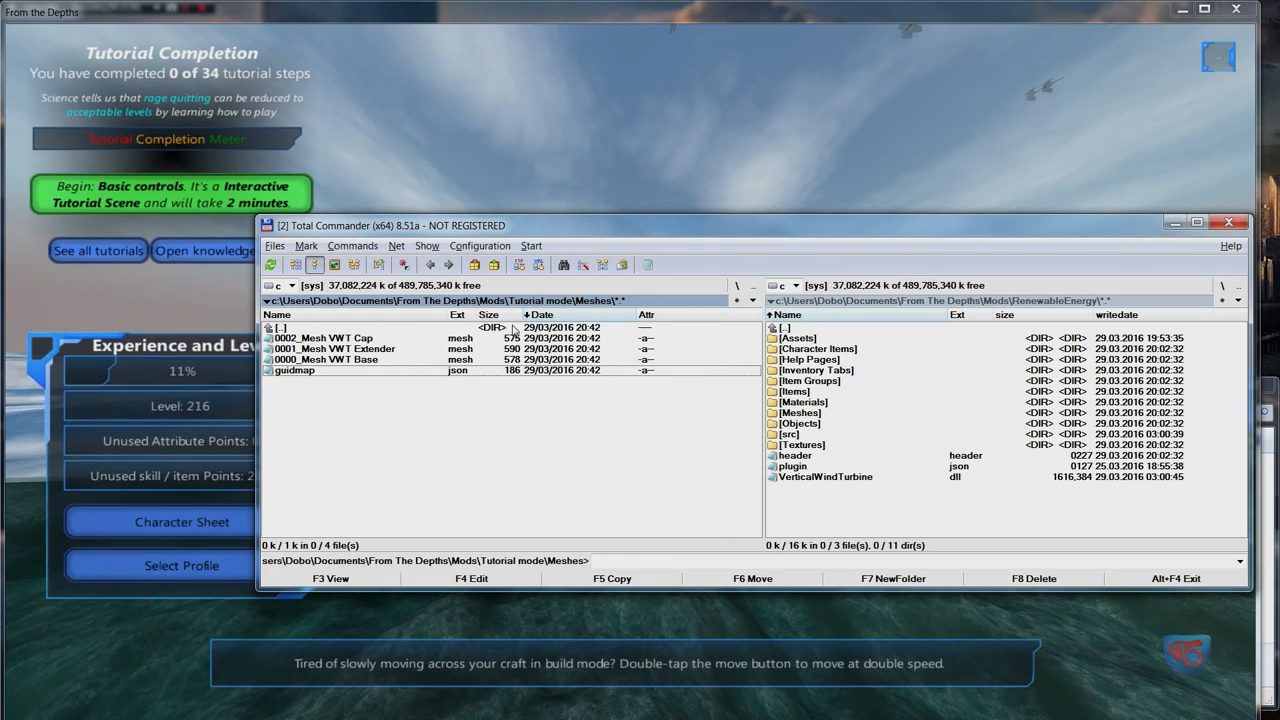 From the Depths
Tutorial Completion
You have completed 0 of 34 tutorial steps
Science tells us that rage quitting can be reduced to
acceptable levels by learning how to play
Tutorial Completion Meter
Begin: Basic controls. It's a Interactive
Tutorial Scene and will take 2 minutes.
See all tutorials
Open knowledge
Experience and Le
11%
Level: 216
Unused Attribute Points:
Unused skill / item Points: 2
Character Sheet
Select Profile
[2] Total Commander (x64) 8.51a - NOT REGISTERED
Files Mark Commands Net Show Configuration Start Help
c [sys] 37,082,224 k of 489,785,340 k free \ ..
c [sys] 37,082,224 k of 489,785,340 k free \ ..
c:\Users\Dobo\Documents\From The Depths\Mods\Tutorial mode\Meshes\*.*
c:\Users\Dobo\Documents\From The Depths\Mods\RenewableEnergy\*.*
Name Ext Size Date Attr
[..] <DIR> 29/03/2016 20:42 ----
0002_Mesh VWT Cap mesh 575 29/03/2016 20:42 -a--
0001_Mesh VWT Extender mesh 590 29/03/2016 20:42 -a--
0000_Mesh VWT Base mesh 578 29/03/2016 20:42 -a--
guidmap json 186 29/03/2016 20:42 -a--
Name Ext size writedate
[..]
[Assets] <DIR> <DIR> 29.03.2016 19:53:35
[Character Items] <DIR> <DIR> 29.03.2016 20:02:32
[Help Pages] <DIR> <DIR> 29.03.2016 20:02:32
[Inventory Tabs] <DIR> <DIR> 29.03.2016 20:02:32
[Item Groups] <DIR> <DIR> 29.03.2016 20:02:32
[Items] <DIR> <DIR> 29.03.2016 20:02:32
[Materials] <DIR> <DIR> 29.03.2016 20:02:32
[Meshes] <DIR> <DIR> 29.03.2016 20:02:32
[Objects] <DIR> <DIR> 29.03.2016 20:02:32
[src] <DIR> <DIR> 29.03.2016 03:00:39
[Textures] <DIR> <DIR> 29.03.2016 20:02:32
header header 0227 29.03.2016 20:02:32
plugin json 0127 25.03.2016 18:55:38
VerticalWindTurbine dll 1616,384 29.03.2016 03:00:45
0 k / 1 k in 0 / 4 file(s)
0 k / 16 k in 0 / 3 file(s), 0 / 11 dir(s)
sers\Dobo\Documents\From The Depths\Mods\Tutorial mode\Meshes>
F3 View F4 Edit F5 Copy F6 Move F7 NewFolder F8 Delete Alt+F4 Exit
Tired of slowly moving across your craft in build mode? Double-tap the move button to move at double speed.